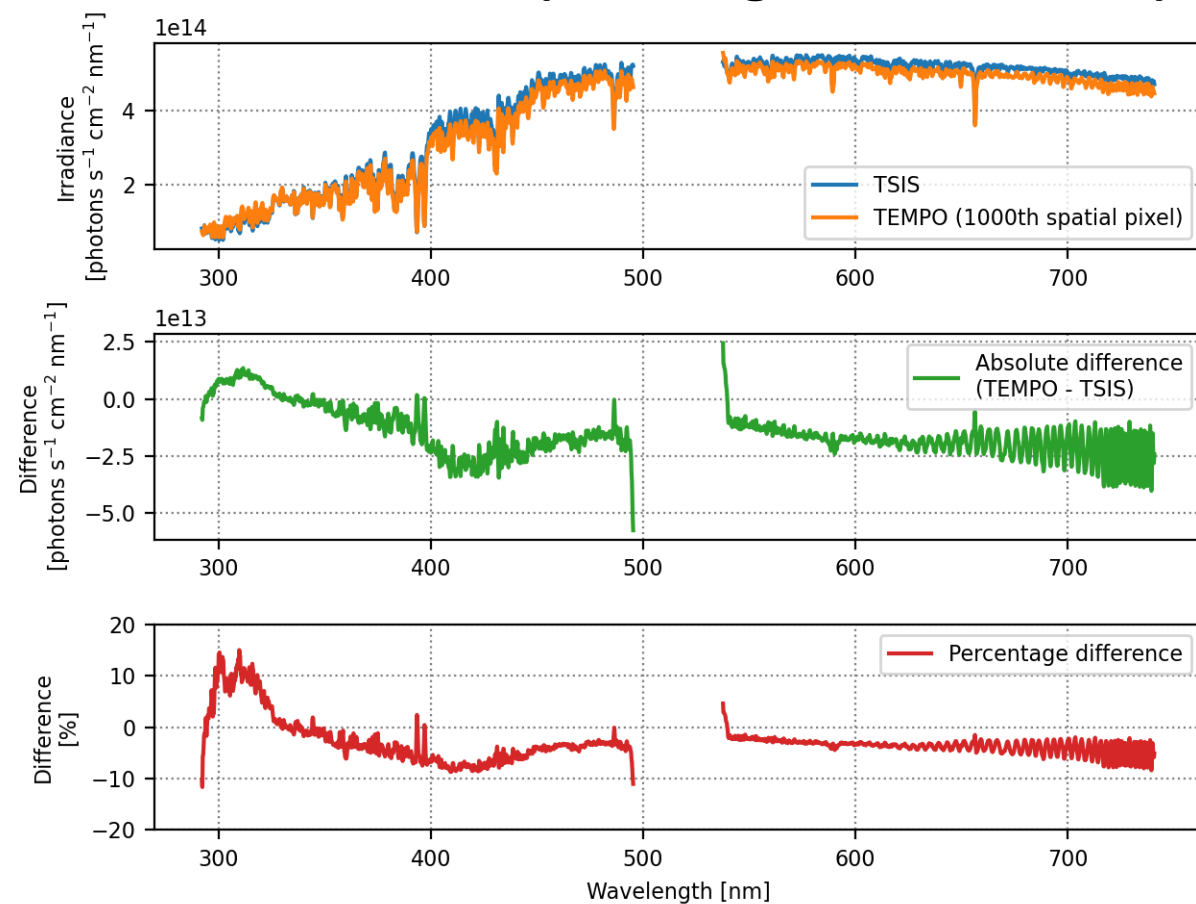 1e14
Irradiance
[photons s⁻¹ cm⁻² nm⁻¹]
4
2
TSIS
TEMPO (1000th spatial pixel)
300 400 500 600 700
1e13
Difference
[photons s⁻¹ cm⁻² nm⁻¹]
2.5
0.0
−2.5
−5.0
Absolute difference
(TEMPO - TSIS)
300 400 500 600 700
Difference
[%]
20
10
0
−10
−20
Percentage difference
300 400 500 600 700
Wavelength [nm]